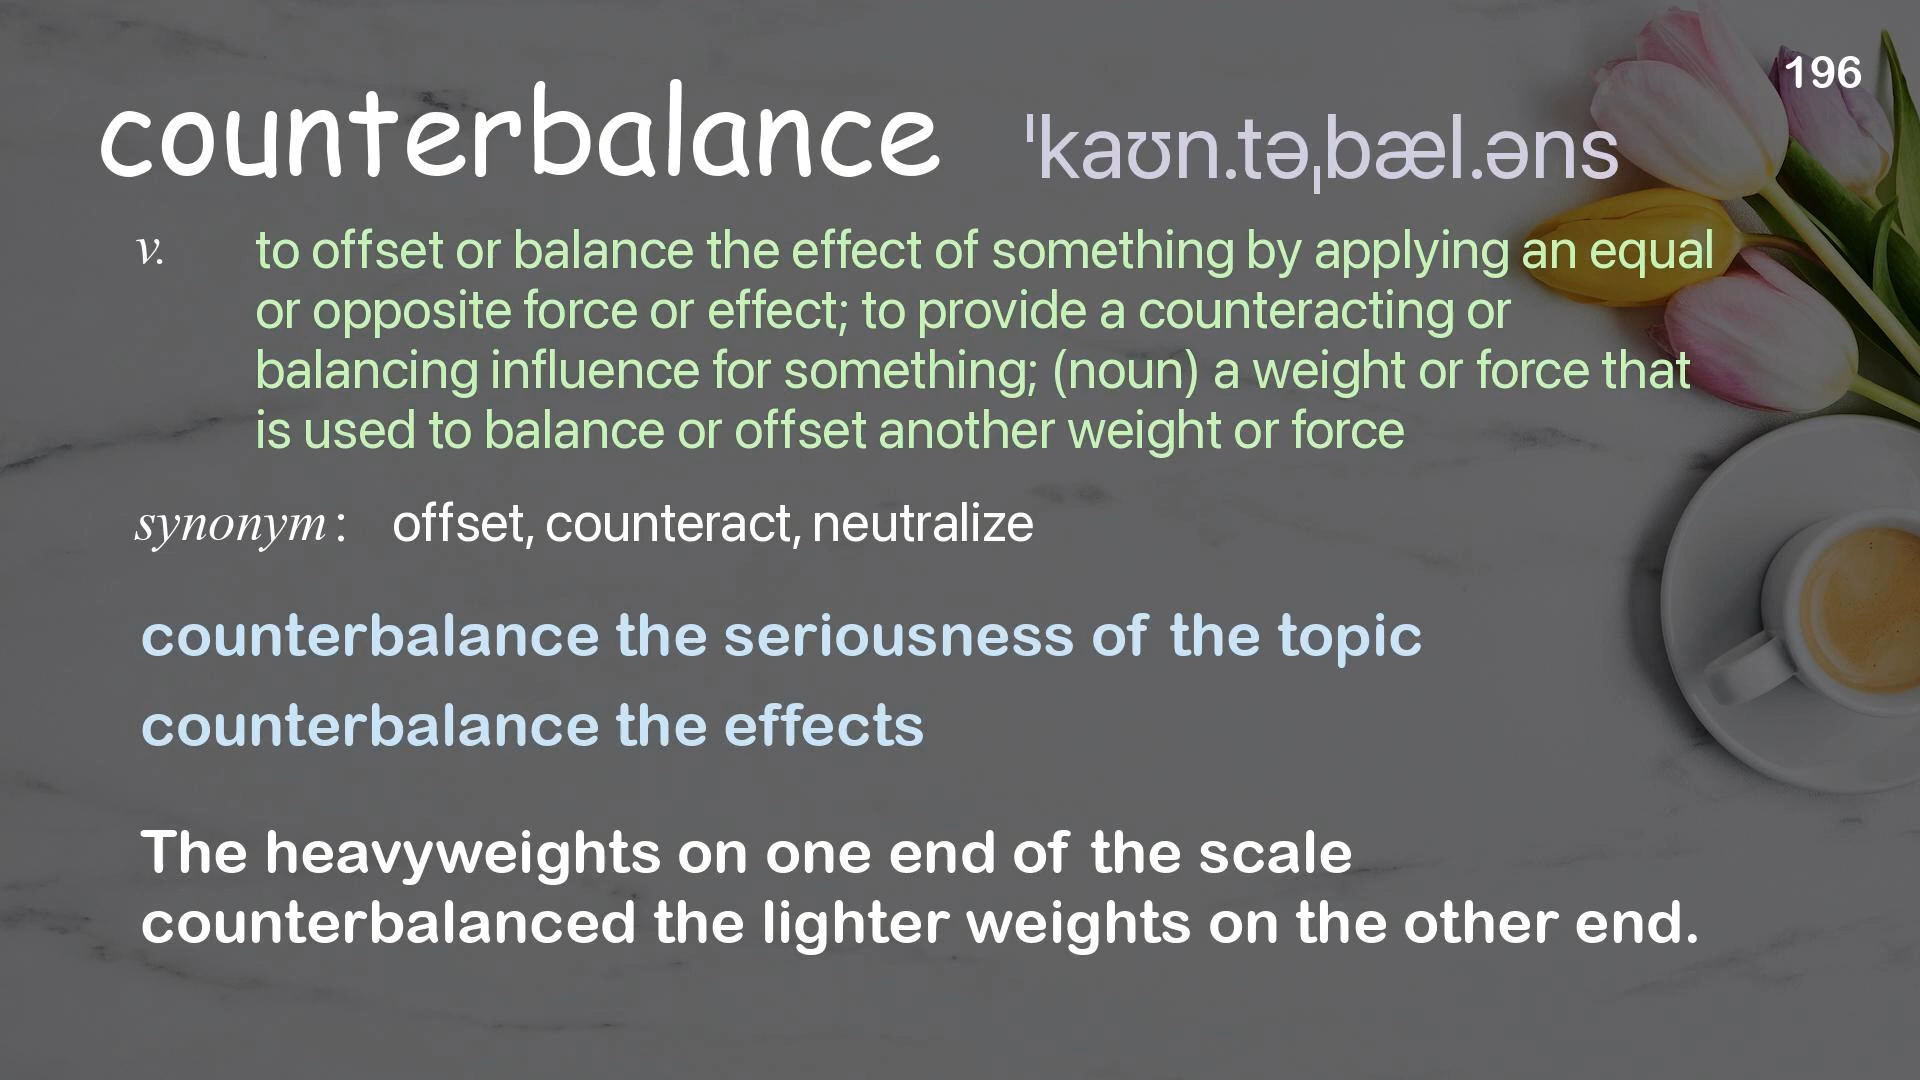 196
counterbalance ˈkaʊn.təˌbæl.əns
v. to offset or balance the effect of something by applying an equal
or opposite force or effect; to provide a counteracting or
balancing influence for something; (noun) a weight or force that
is used to balance or offset another weight or force
synonym: offset, counteract, neutralize
counterbalance the seriousness of the topic
counterbalance the effects
The heavyweights on one end of the scale
counterbalanced the lighter weights on the other end.